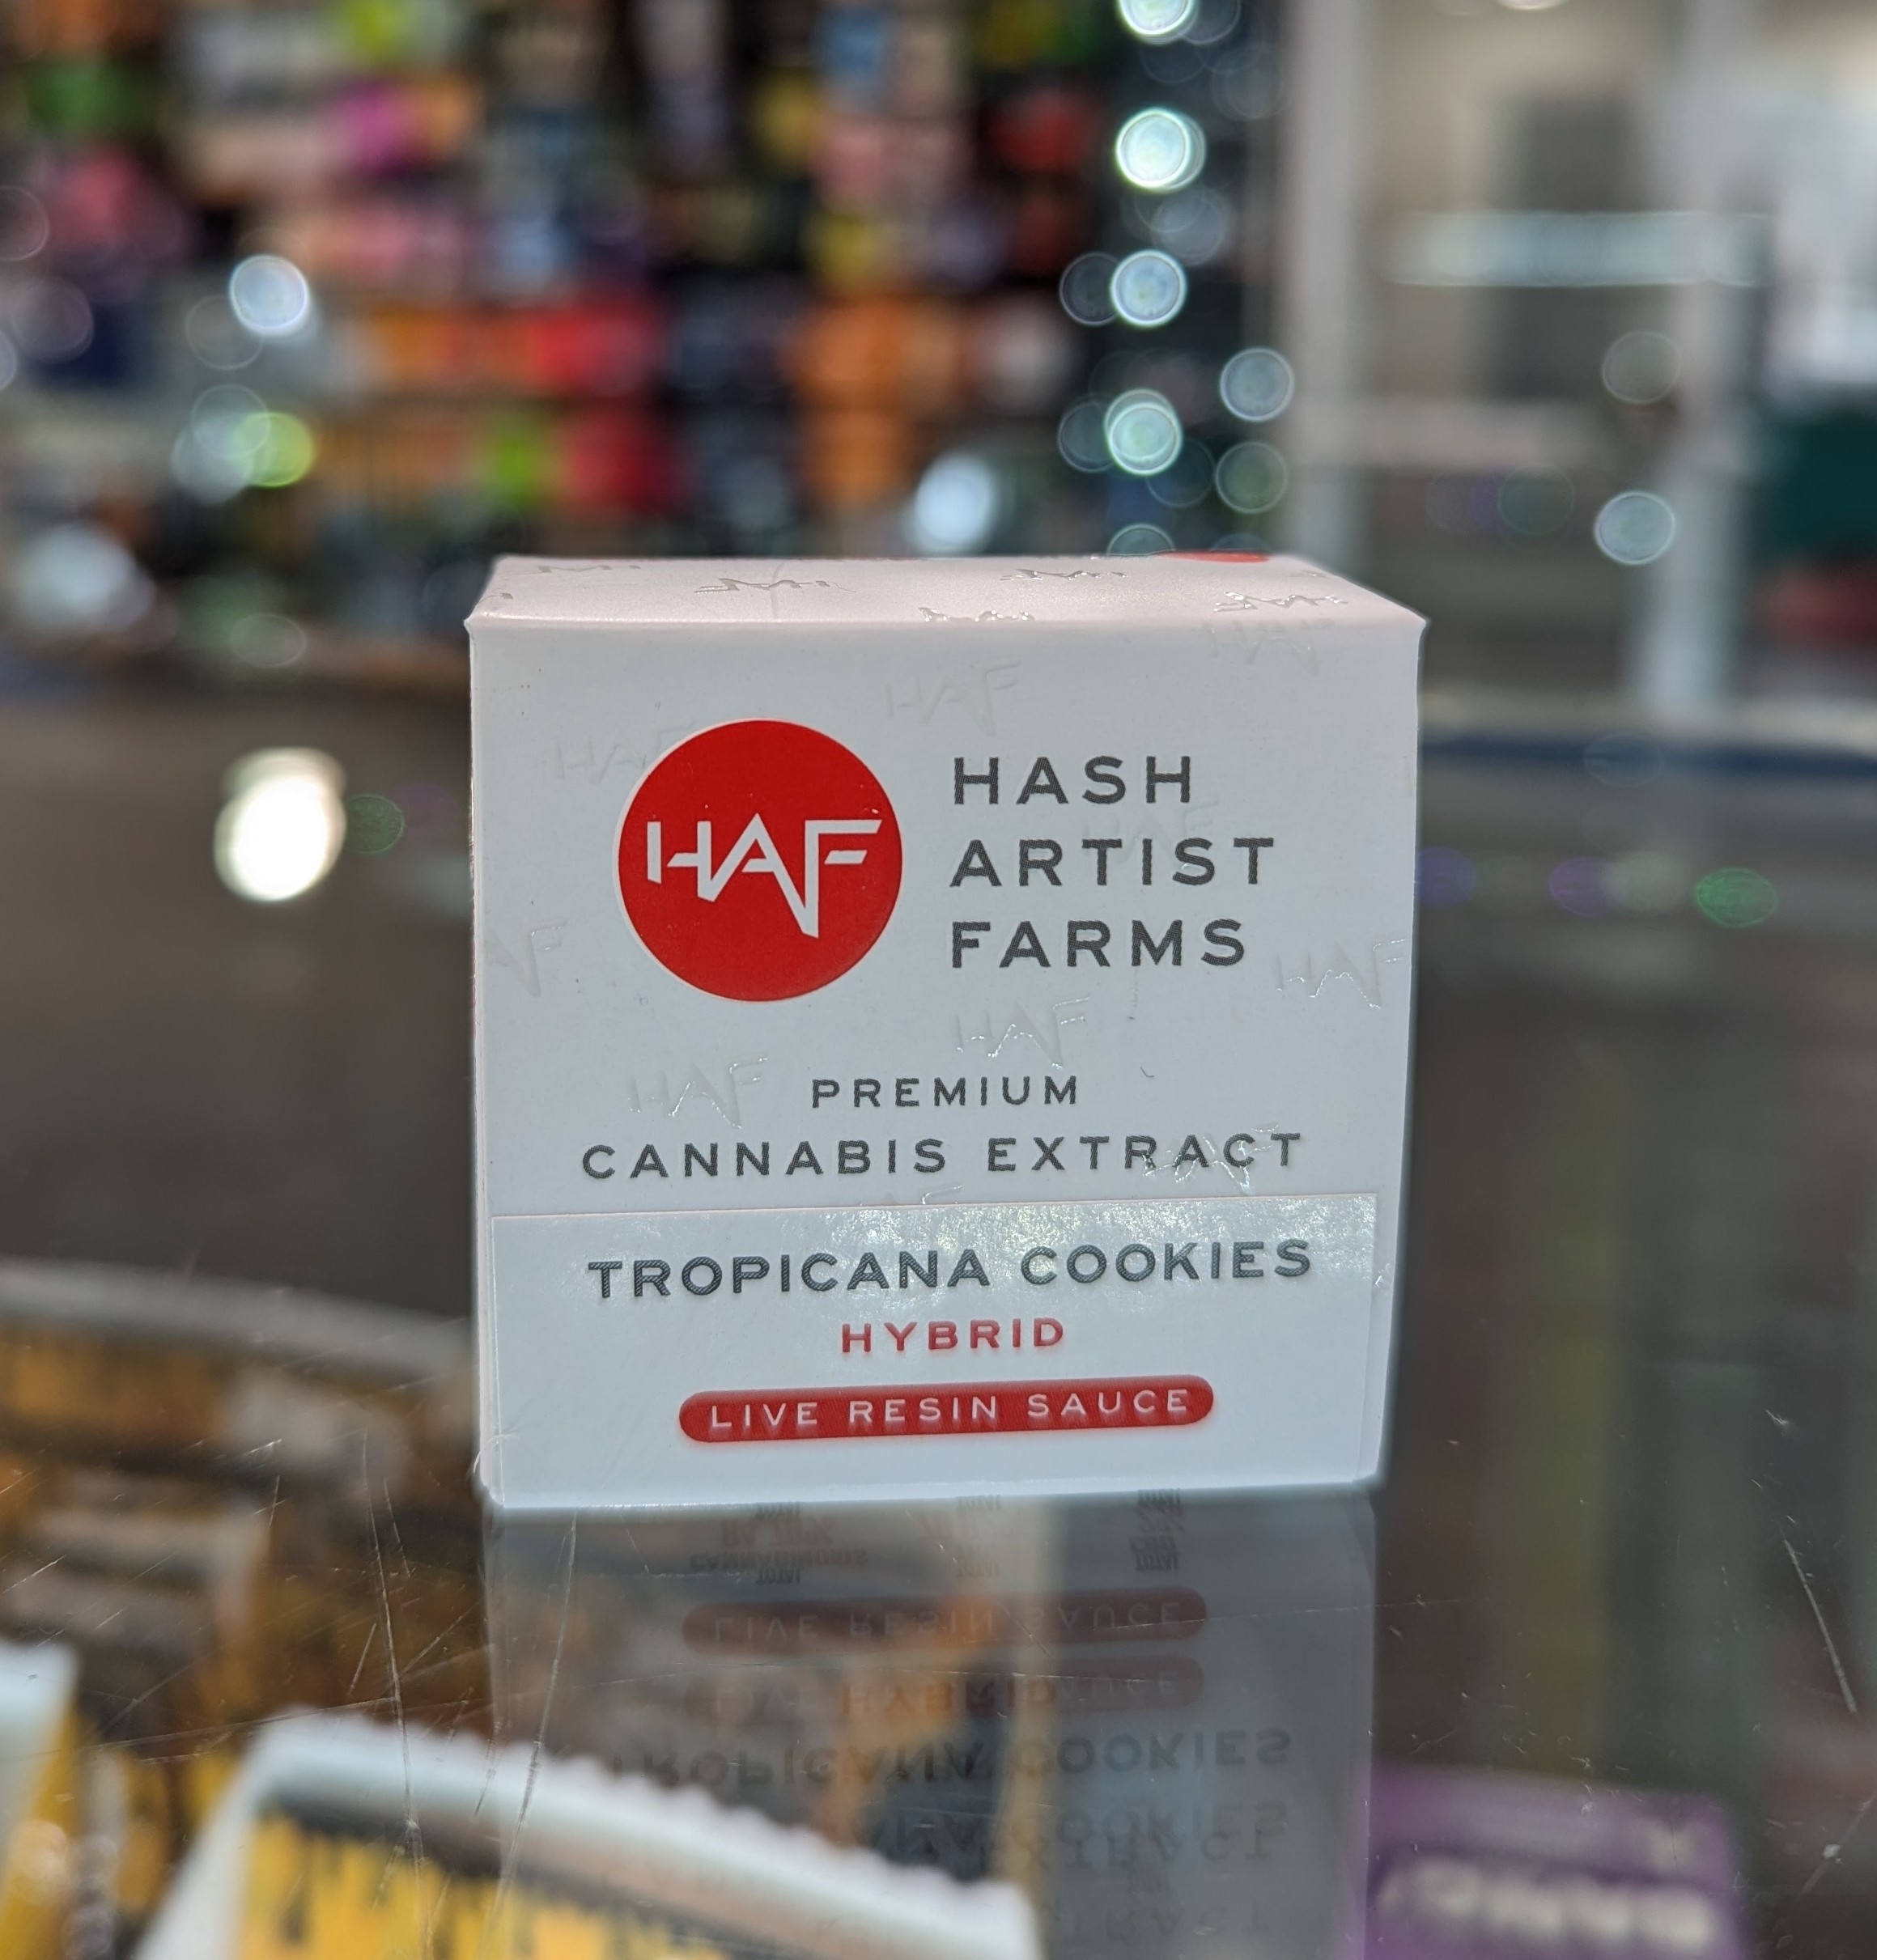 HAF
HASH
ARTIST
FARMS
PREMIUM
CANNABIS EXTRACT
TROPICANA COOKIES
HYBRID
LIVE RESIN SAUCE